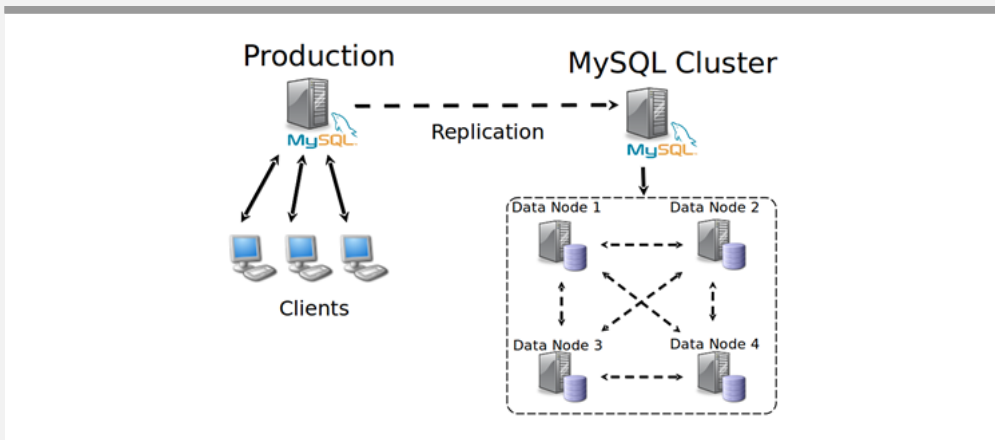 Production
MySQL Cluster
MySQL
Replication
MySQL
Clients
Data Node 1
Data Node 2
Data Node 3
Data Node 4